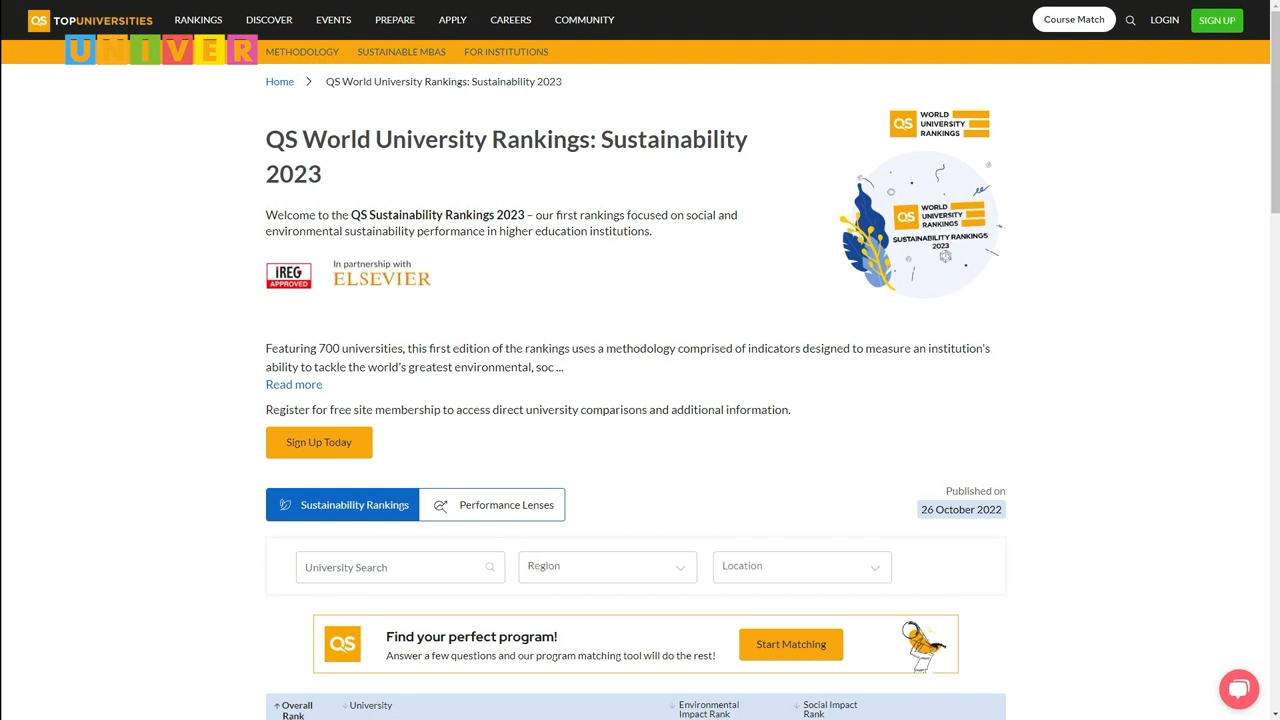 QS TOPUNIVERSITIES RANKINGS DISCOVER EVENTS PREPARE APPLY CAREERS COMMUNITY Course Match LOGIN SIGN UP
UNIVER METHODOLOGY SUSTAINABLE MBAS FOR INSTITUTIONS
Home QS World University Rankings: Sustainability 2023
QS World University Rankings: Sustainability
2023
QS WORLD
UNIVERSITY
RANKINGS
Welcome to the QS Sustainability Rankings 2023 – our first rankings focused on social and
environmental sustainability performance in higher education institutions.
QS WORLD
UNIVERSITY
RANKINGS
SUSTAINABILITY RANKINGS
2023
IREG
APPROVED
In partnership with
ELSEVIER
Featuring 700 universities, this first edition of the rankings uses a methodology comprised of indicators designed to measure an institution's
ability to tackle the world's greatest environmental, soc ...
Read more
Register for free site membership to access direct university comparisons and additional information.
Sign Up Today
Sustainability Rankings Performance Lenses
Published on
26 October 2022
University Search Region Location
QS Find your perfect program!
Answer a few questions and our program matching tool will do the rest!
Start Matching
Overall
Rank
University
Environmental
Impact Rank
Social Impact
Rank